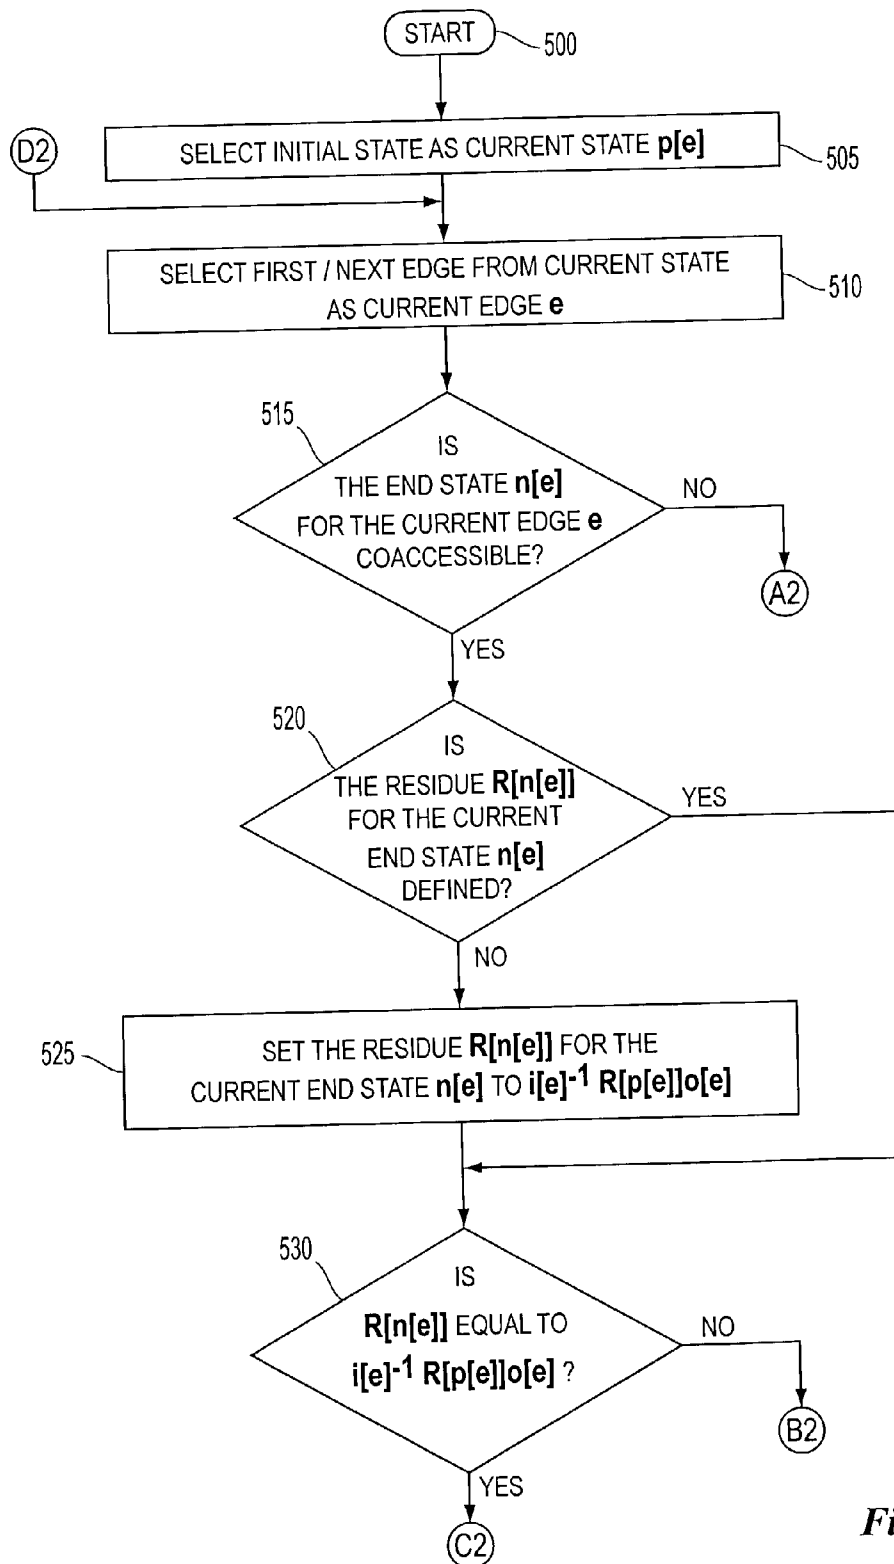 START
500
D2
SELECT INITIAL STATE AS CURRENT STATE p[e]
505
SELECT FIRST / NEXT EDGE FROM CURRENT STATE
AS CURRENT EDGE e
510
515
IS
THE END STATE n[e]
FOR THE CURRENT EDGE e
COACCESSIBLE?
NO
A2
YES
520
IS
THE RESIDUE R[n[e]]
FOR THE CURRENT
END STATE n[e]
DEFINED?
YES
NO
525
SET THE RESIDUE R[n[e]] FOR THE
CURRENT END STATE n[e] TO i[e]⁻¹ R[p[e]]o[e]
530
IS
R[n[e]] EQUAL TO
i[e]⁻¹ R[p[e]]o[e] ?
NO
B2
YES
C2